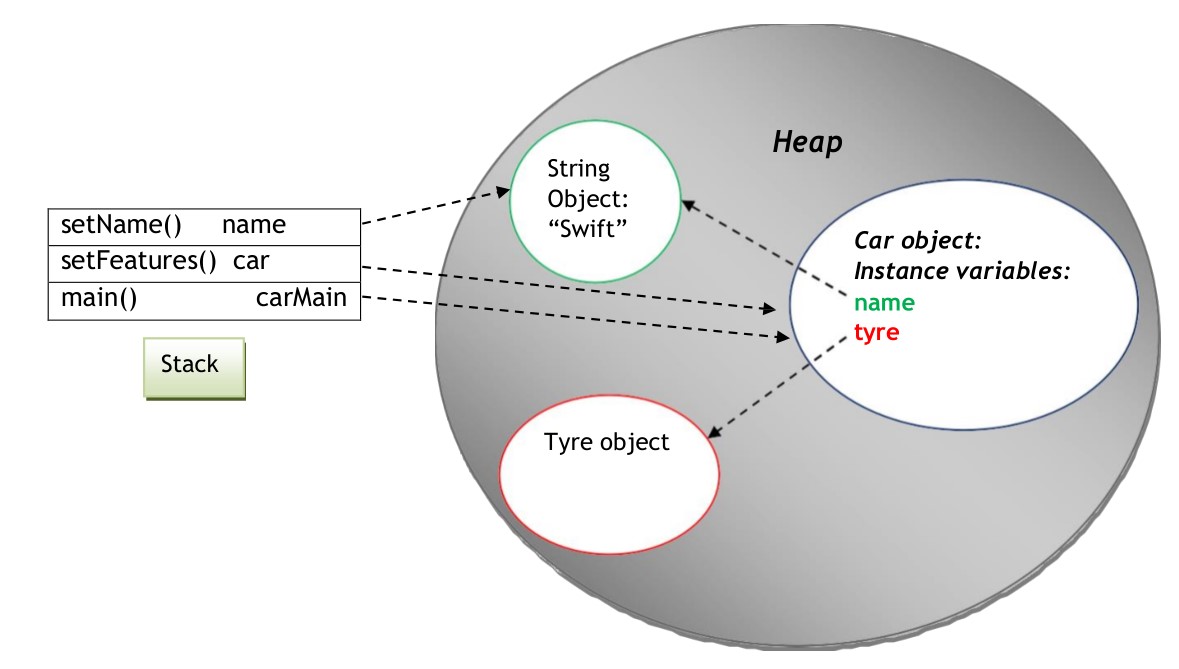 Heap
String
Object:
“Swift”
setName() name
setFeatures() car
main() carMain
Stack
Car object:
Instance variables:
name
tyre
Tyre object